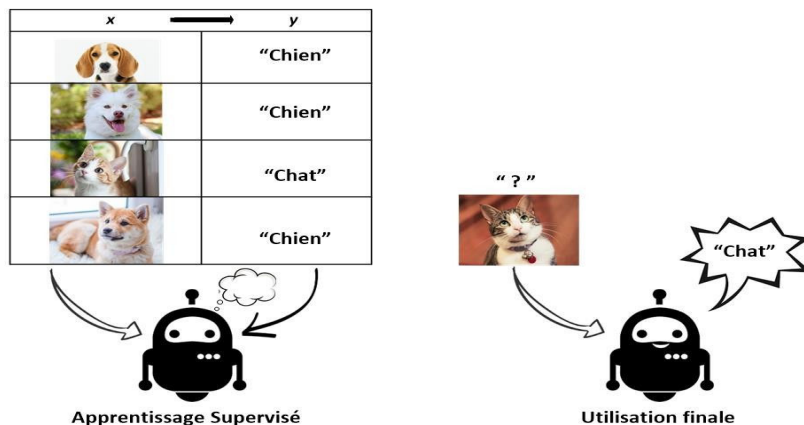 x y
“Chien”
“Chien”
“Chat”
“Chien”
Apprentissage Supervisé
“ ? ”
“Chat”
Utilisation finale